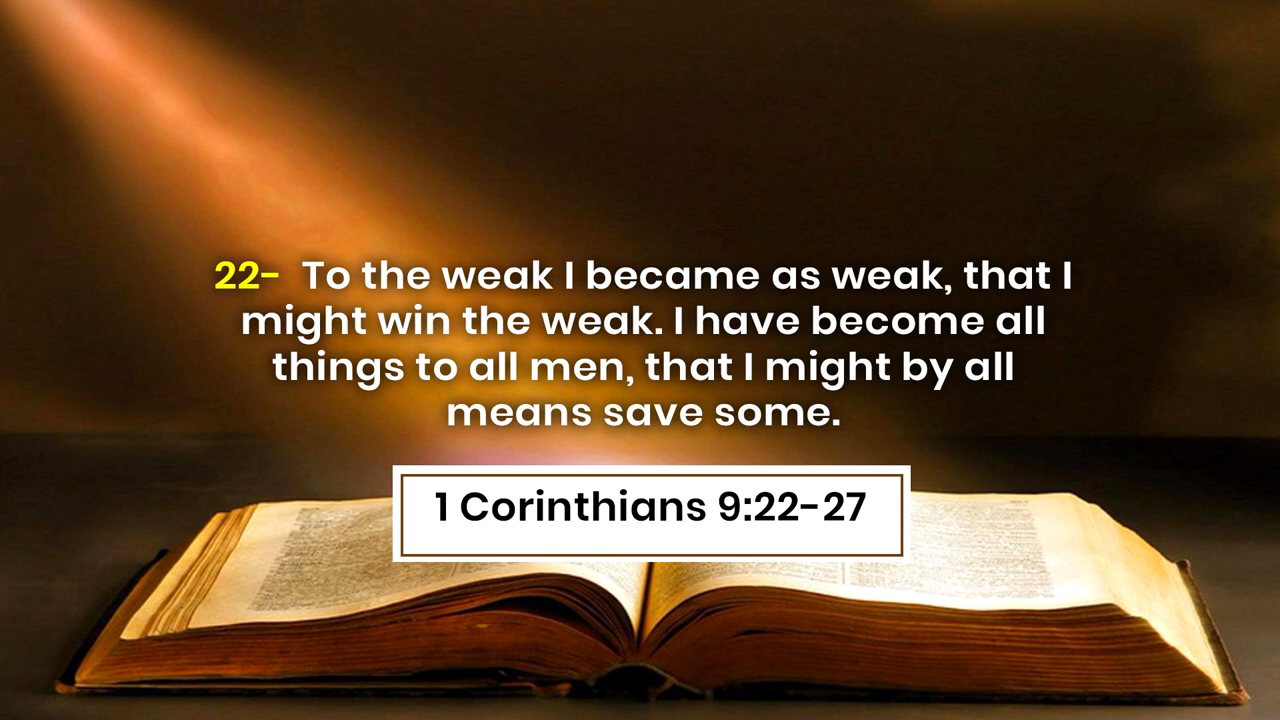 22- To the weak I became as weak, that I
might win the weak. I have become all
things to all men, that I might by all
means save some.
1 Corinthians 9:22-27